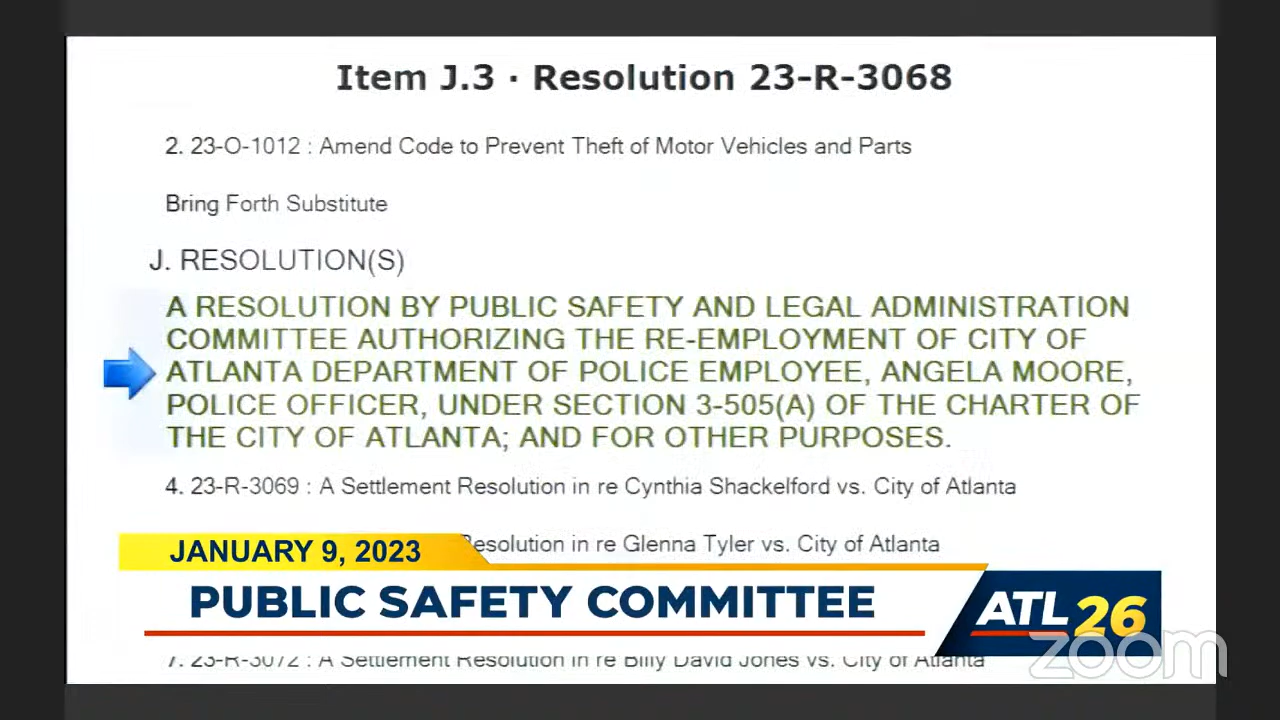 Item J.3 · Resolution 23-R-3068
2. 23-O-1012 : Amend Code to Prevent Theft of Motor Vehicles and Parts
Bring Forth Substitute
J. RESOLUTION(S)
A RESOLUTION BY PUBLIC SAFETY AND LEGAL ADMINISTRATION
COMMITTEE AUTHORIZING THE RE-EMPLOYMENT OF CITY OF
ATLANTA DEPARTMENT OF POLICE EMPLOYEE, ANGELA MOORE,
POLICE OFFICER, UNDER SECTION 3-505(A) OF THE CHARTER OF
THE CITY OF ATLANTA; AND FOR OTHER PURPOSES.
4. 23-R-3069 : A Settlement Resolution in re Cynthia Shackelford vs. City of Atlanta
Resolution in re Glenna Tyler vs. City of Atlanta
JANUARY 9, 2023
PUBLIC SAFETY COMMITTEE
ATL 26
zoom
7. 23-R-3072 : A Settlement Resolution in re Billy David Jones vs. City of Atlanta